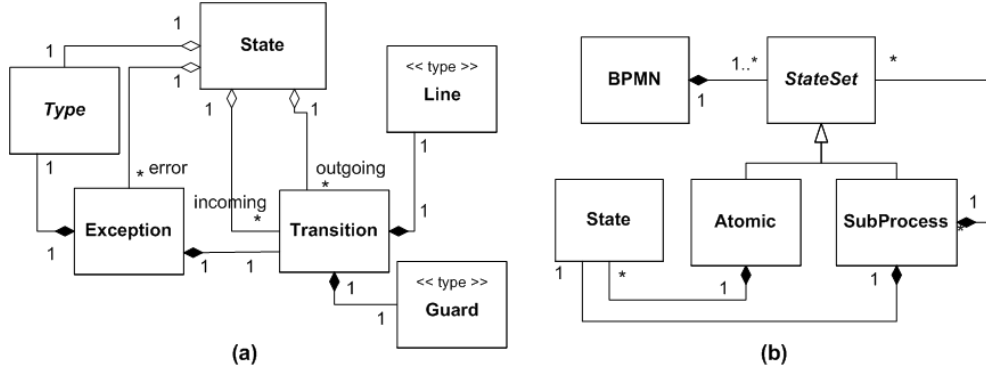 1
State
1
1
Type
1
1
1
<< type >>
Line
1
1
* error
incoming
*
outgoing
*
Exception
1
1
1
Transition
1
1
1
<< type >>
Guard
(a)
BPMN
1
1..*
StateSet
*
State
1
*
Atomic
1
SubProcess
1
*
1
(b)